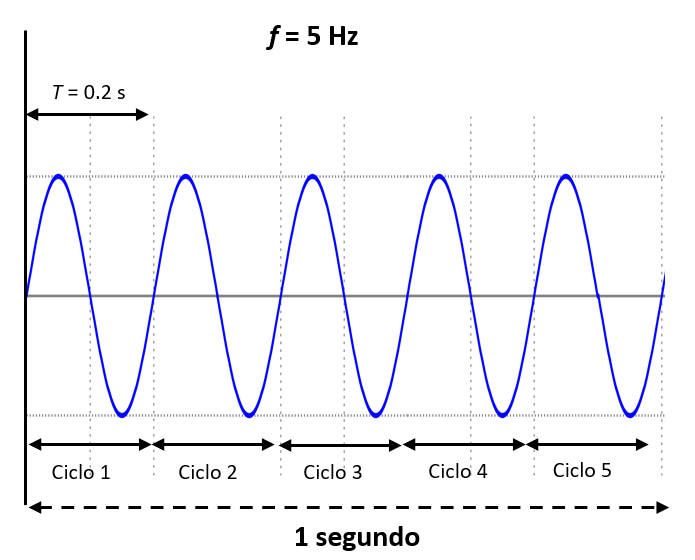 f = 5 Hz
T = 0.2 s
Ciclo 1
Ciclo 2
Ciclo 3
Ciclo 4
Ciclo 5
1 segundo